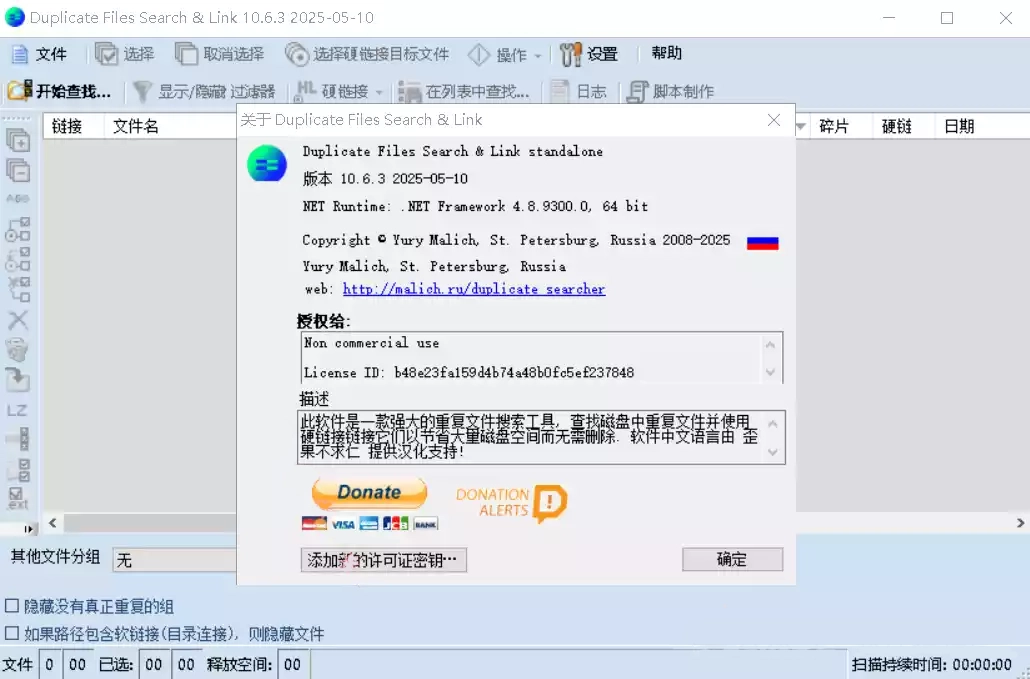 Duplicate Files Search & Link 10.6.3 2025-05-10
文件 选择 取消选择 选择硬链接目标文件 操作 设置 帮助
开始查找... 显示/隐藏 过滤器 HL 硬链接 在列表中查找... 日志 脚本制作
链接 文件名 碎片 硬链 日期
关于 Duplicate Files Search & Link
Duplicate Files Search & Link standalone
版本 10.6.3 2025-05-10
NET Runtime: .NET Framework 4.8.9300.0, 64 bit
Copyright © Yury Malich, St. Petersburg, Russia 2008-2025
Yury Malich, St. Petersburg, Russia
web: http://malich.ru/duplicate_searcher
授权给:
Non commercial use
License ID: b48e23fa159d4b74a48b0fc5ef237848
描述
此软件是一款强大的重复文件搜索工具, 查找磁盘中重复文件并使用
硬链接链接它们以节省大量磁盘空间而无需删除. 软件中文语言由 歪
果不求仁 提供汉化支持!
Donate
DONATION
ALERTS
VISA JCB BANK
添加新的许可证密钥... 确定
ABG
LZ
.ext
其他文件分组 无
隐藏没有真正重复的组
如果路径包含软链接(目录连接), 则隐藏文件
文件 0 00 已选: 00 00 释放空间: 00 扫描持续时间: 00:00:00